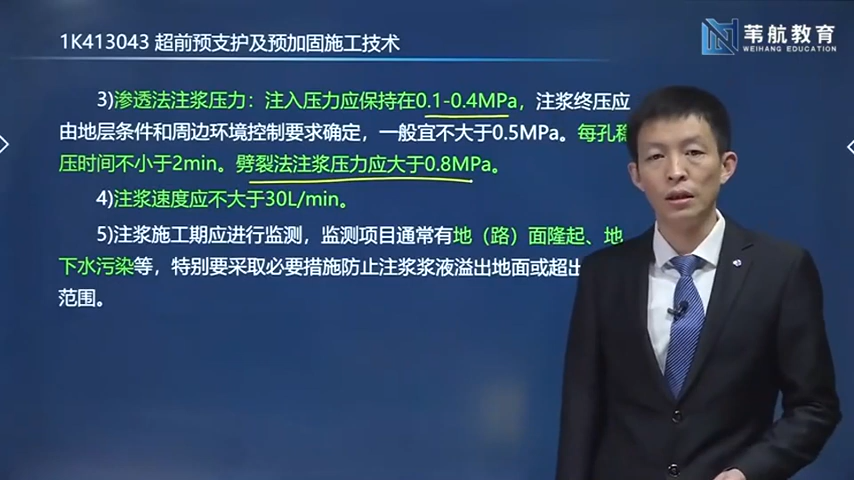 1K413043 超前预支护及预加固施工技术
苇航教育
WEIHANG EDUCATION
3)渗透法注浆压力：注入压力应保持在0.1-0.4MPa，注浆终压应
由地层条件和周边环境控制要求确定，一般宜不大于0.5MPa。每孔稳
压时间不小于2min。劈裂法注浆压力应大于0.8MPa。
4)注浆速度应不大于30L/min。
5)注浆施工期应进行监测，监测项目通常有地（路）面隆起、地
下水污染等，特别要采取必要措施防止注浆浆液溢出地面或超出
范围。